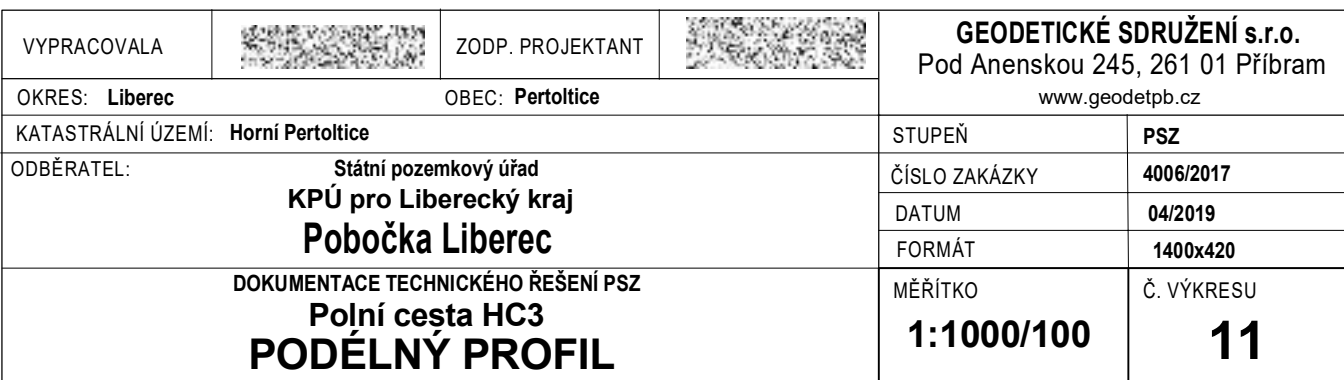 VYPRACOVALA
ZODP. PROJEKTANT
GEODETICKÉ SDRUŽENÍ s.r.o.
Pod Anenskou 245, 261 01 Příbram
www.geodetpb.cz
OKRES: Liberec
OBEC: Pertoltice
KATASTRÁLNÍ ÚZEMÍ: Horní Pertoltice
STUPEŇ PSZ
ODBĚRATEL: Státní pozemkový úřad
KPÚ pro Liberecký kraj
Pobočka Liberec
ČÍSLO ZAKÁZKY 4006/2017
DATUM 04/2019
FORMÁT 1400x420
DOKUMENTACE TECHNICKÉHO ŘEŠENÍ PSZ
Polní cesta HC3
PODÉLNÝ PROFIL
MĚŘÍTKO
1:1000/100
Č. VÝKRESU
11